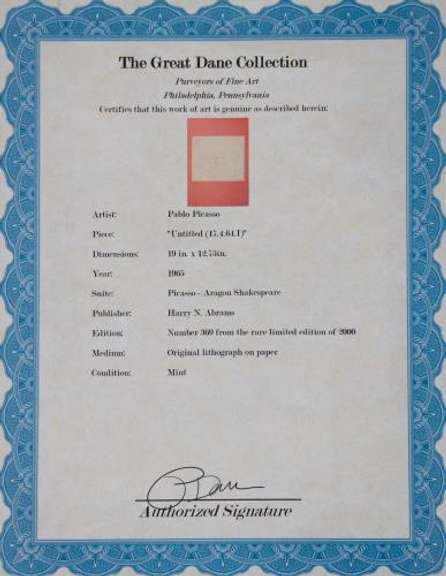 The Great Dane Collection
Purveyors of Fine Art
Philadelphia, Pennsylvania
Certifies that this work of art is genuine as described herein:
Artist: Pablo Picasso
Piece: "Untitled (17.4.64.I)"
Dimensions: 19 in. x 12.75in.
Year: 1965
Suite: Picasso - Aragon Shakespeare
Publisher: Harry N. Abrams
Edition: Number 369 from the rare limited edition of 2000
Medium: Original lithograph on paper
Condition: Mint
Authorized Signature